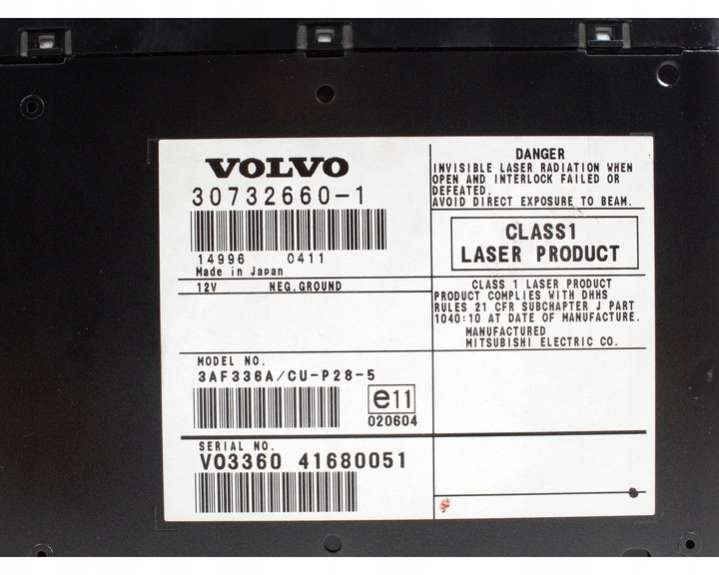 VOLVO
30732660-1
14996 0411
Made in Japan
12V NEG.GROUND
MODEL NO.
3AF336A/CU-P28-5
e11
020604
SERIAL NO.
VO3360 41680051
DANGER
INVISIBLE LASER RADIATION WHEN
OPEN AND INTERLOCK FAILED OR
DEFEATED.
AVOID DIRECT EXPOSURE TO BEAM.
CLASS1
LASER PRODUCT
CLASS 1 LASER PRODUCT
PRODUCT COMPLIES WITH DHHS
RULES 21 CFR SUBCHAPTER J PART
1040:10 AT DATE OF MANUFACTURE.
MANUFACTURED
MITSUBISHI ELECTRIC CO.